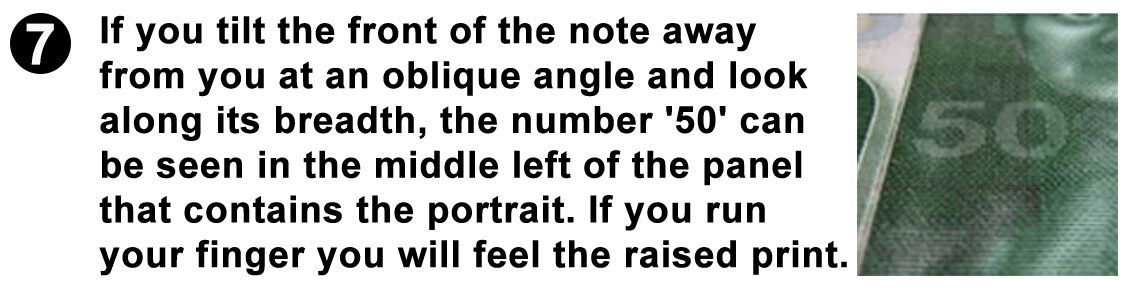 7
If you tilt the front of the note away
from you at an oblique angle and look
along its breadth, the number '50' can
be seen in the middle left of the panel
that contains the portrait. If you run
your finger you will feel the raised print.
50